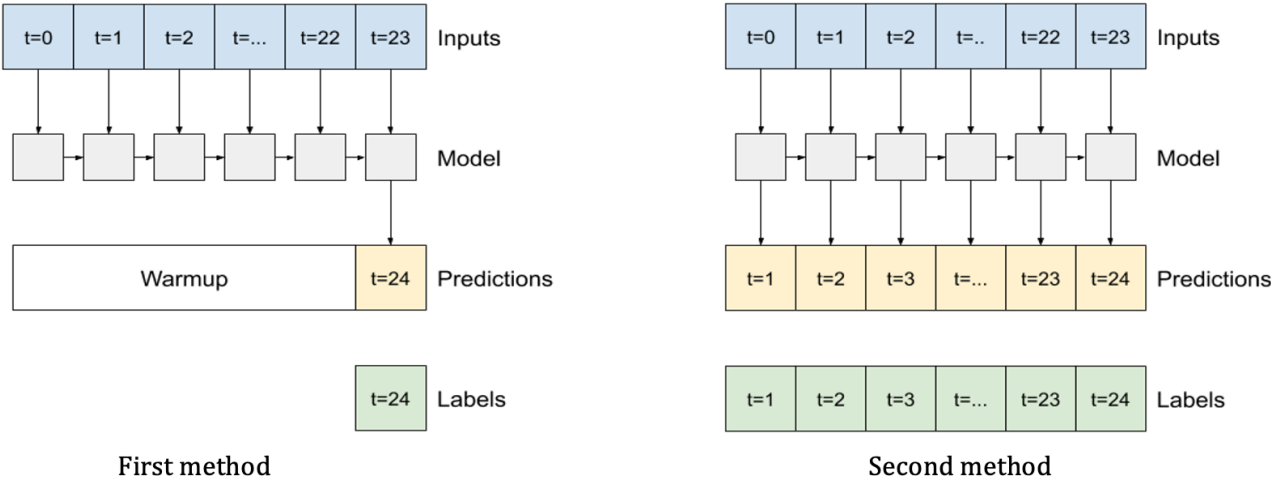 t=0 t=1 t=2 t=... t=22 t=23 Inputs
Model
Warmup t=24 Predictions
t=24 Labels
First method
t=0 t=1 t=2 t=.. t=22 t=23 Inputs
Model
t=1 t=2 t=3 t=... t=23 t=24 Predictions
t=1 t=2 t=3 t=... t=23 t=24 Labels
Second method